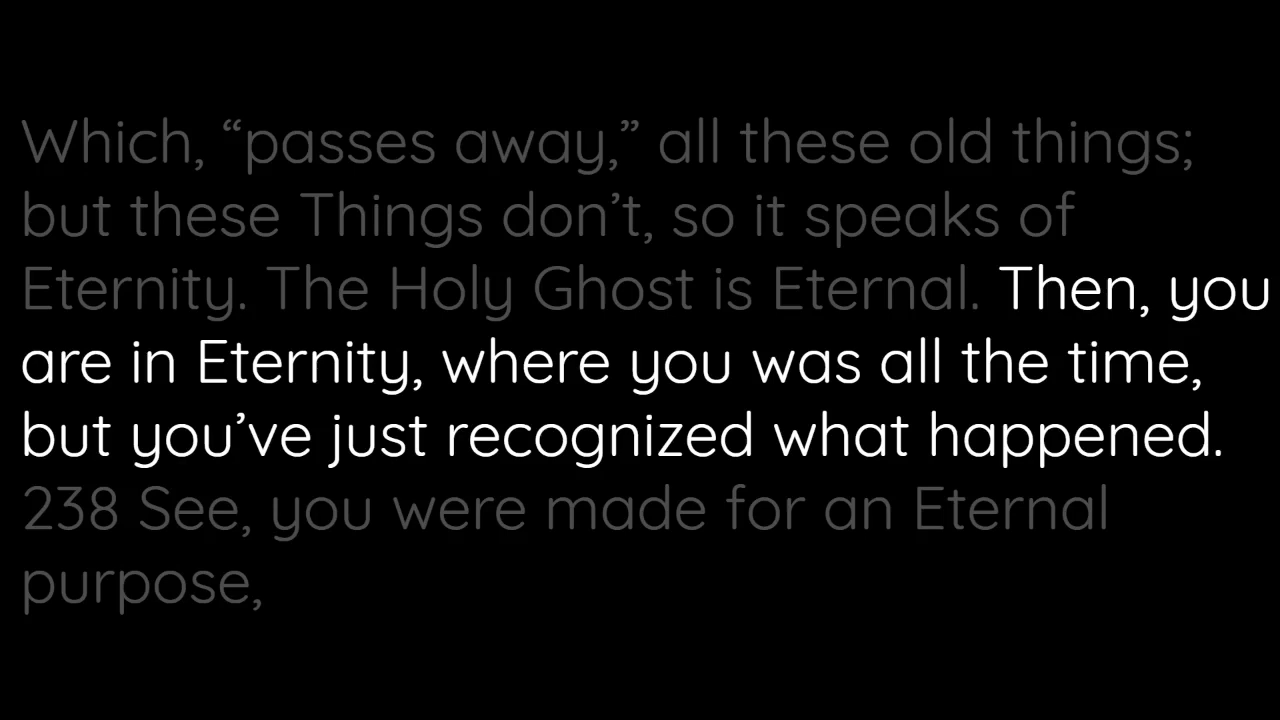 Which, “passes away,” all these old things;
but these Things don’t, so it speaks of
Eternity. The Holy Ghost is Eternal. Then, you
are in Eternity, where you was all the time,
but you’ve just recognized what happened.
238 See, you were made for an Eternal
purpose,